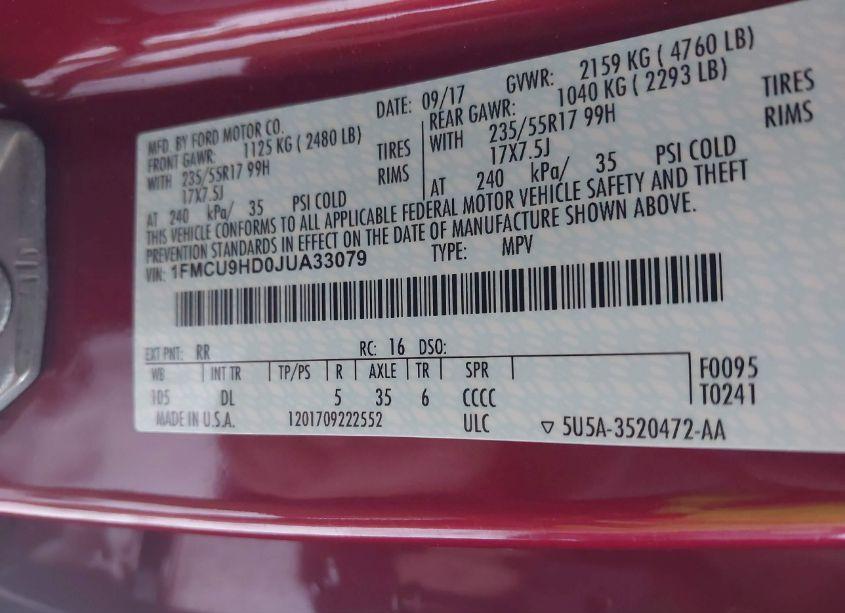 MFD. BY FORD MOTOR CO.
DATE: 09/17 GVWR: 2159 KG ( 4760 LB)
FRONT GAWR: 1125 KG ( 2480 LB)
REAR GAWR: 1040 KG ( 2293 LB)
WITH 235/55R17 99H TIRES
WITH 235/55R17 99H TIRES
17X7.5J RIMS
17X7.5J RIMS
AT 240 kPa/ 35 PSI COLD
AT 240 kPa/ 35 PSI COLD
THIS VEHICLE CONFORMS TO ALL APPLICABLE FEDERAL MOTOR VEHICLE SAFETY AND THEFT
PREVENTION STANDARDS IN EFFECT ON THE DATE OF MANUFACTURE SHOWN ABOVE.
VIN: 1FMCU9HD0JUA33079 TYPE: MPV
EXT PNT: RR RC: 16 DSO:
WB INT TR TP/PS R AXLE TR SPR F0095
105 DL 5 35 6 CCCC T0241
MADE IN U.S.A. 1201709222552 ULC ▽ 5U5A-3520472-AA